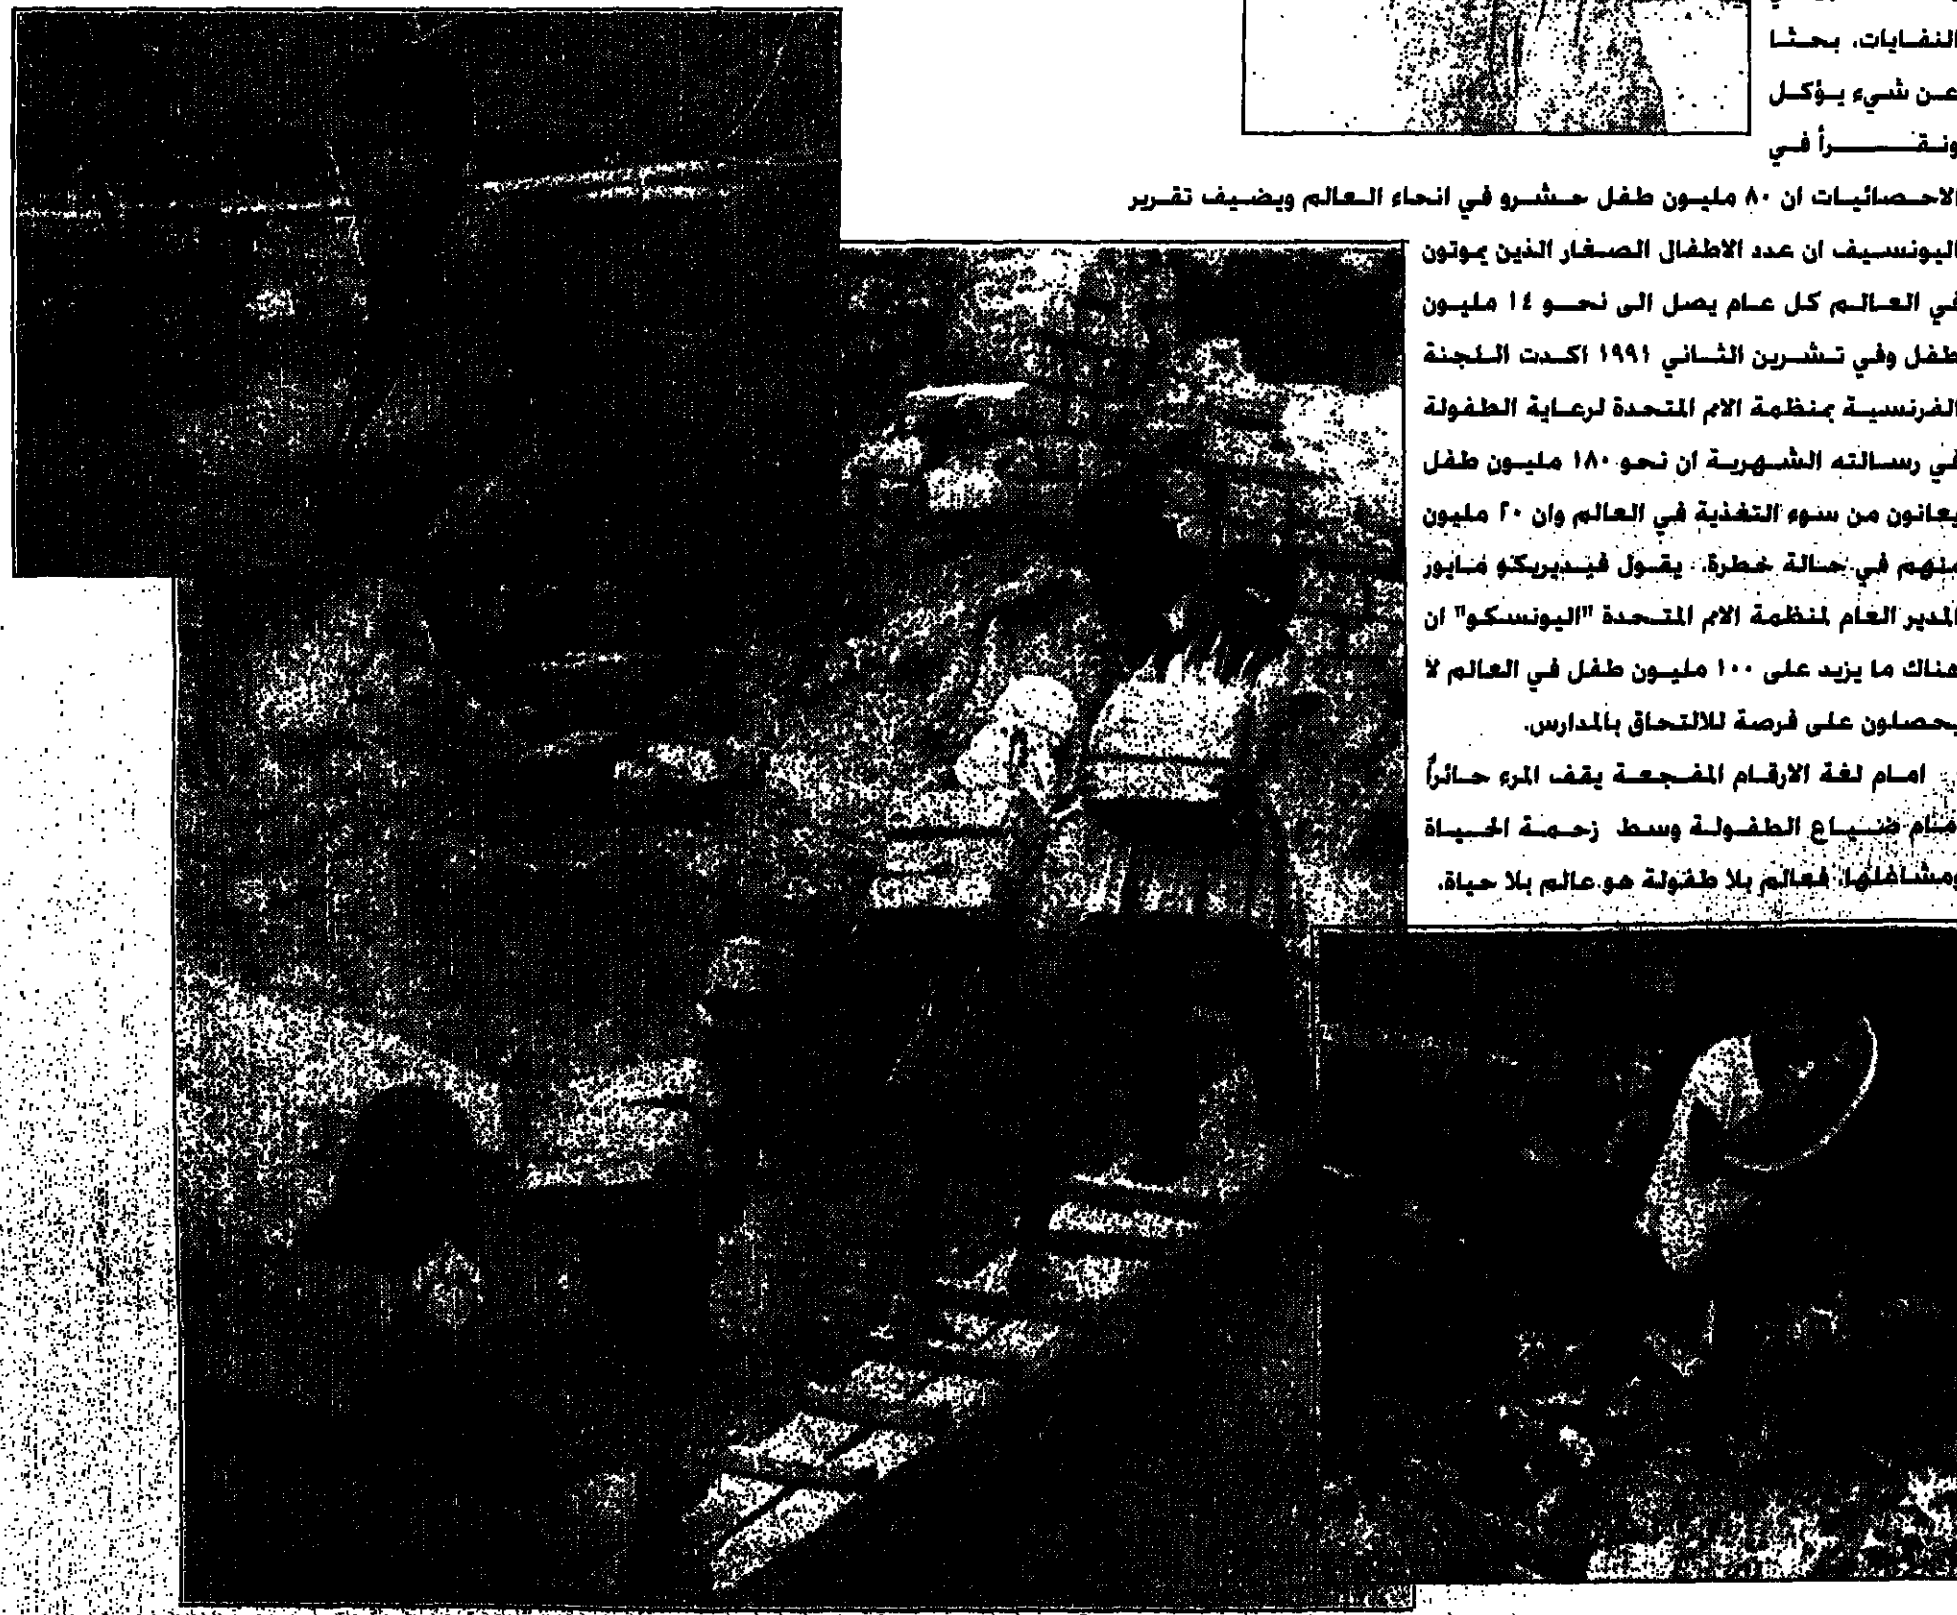 النفايات، بحثا
عن شيء يؤكل
ونقرأ في
الاحصائيات ان ٨٠ مليون طفل حشرو في انحاء العالم ويضيف تقرير
اليونسيف ان عدد الاطفال الصغار الذين يموتون
في العالم كل عام يصل الى نحو ١٤ مليون
طفل وفي تشرين الثاني ١٩٩١ اكدت اللجنة
الفرنسية بمنظمة الامم المتحدة لرعاية الطفولة
في رسالته الشهرية ان نحو ١٨٠ مليون طفل
يعانون من سوء التغذية في العالم وان ٢٠ مليون
منهم في حالة خطرة. يقول فيديريكو مايور
المدير العام لمنظمة الامم المتحدة "اليونسكو" ان
هناك ما يزيد على ١٠٠ مليون طفل في العالم لا
يحصلون على فرصة للالتحاق بالمدارس.
امام لغة الارقام المفجعة يقف المرء حائراً
امام ضياع الطفولة وسط زحمة الحياة
ومشاغلها فعالم بلا طفولة هو عالم بلا حياة.